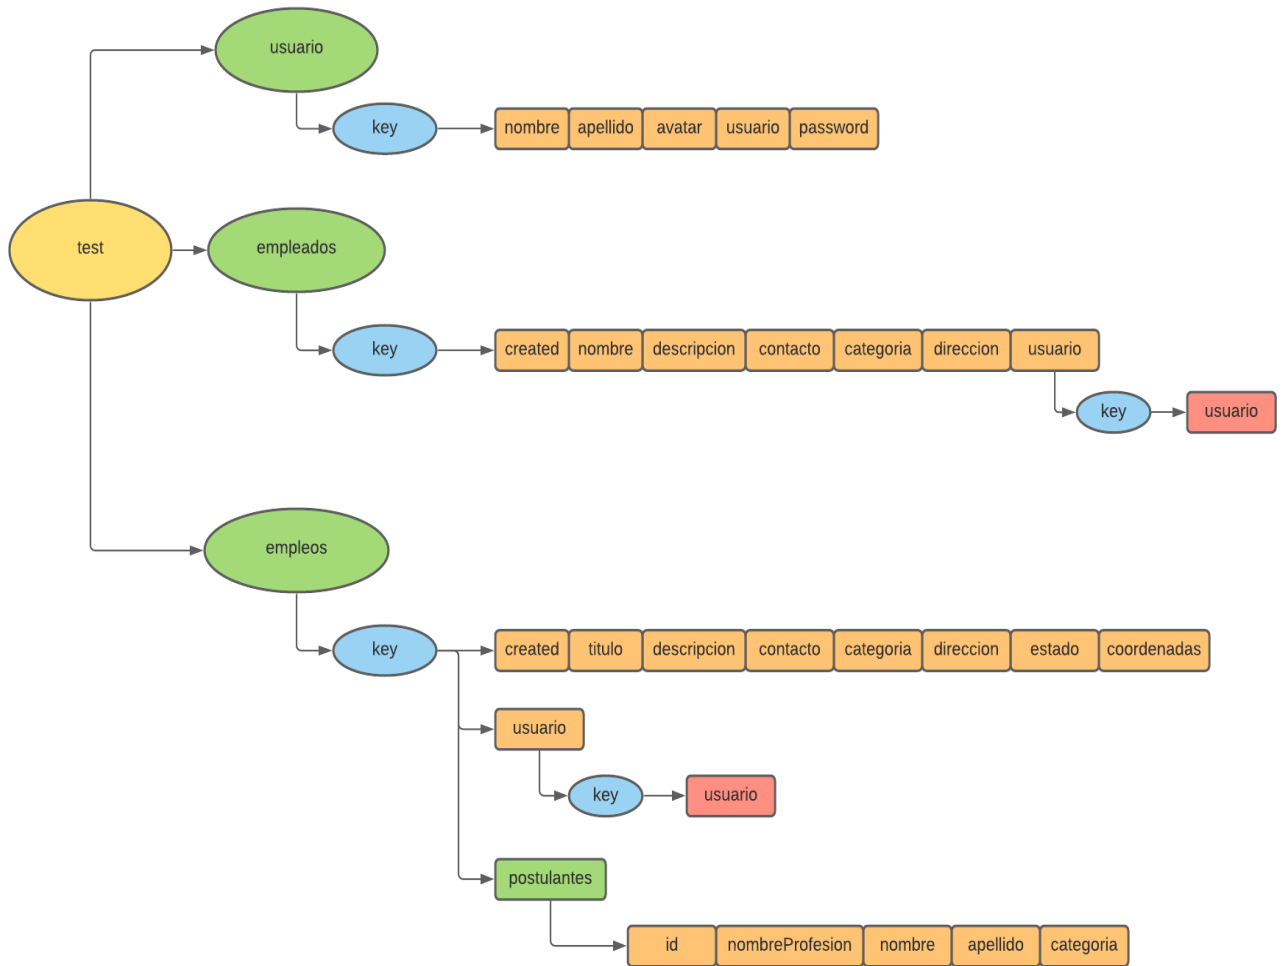 usuario
key
nombre apellido avatar usuario password
test
empleados
key
created nombre descripcion contacto categoria direccion usuario
key
usuario
empleos
key
created titulo descripcion contacto categoria direccion estado coordenadas
usuario
key
usuario
postulantes
id nombreProfesion nombre apellido categoria